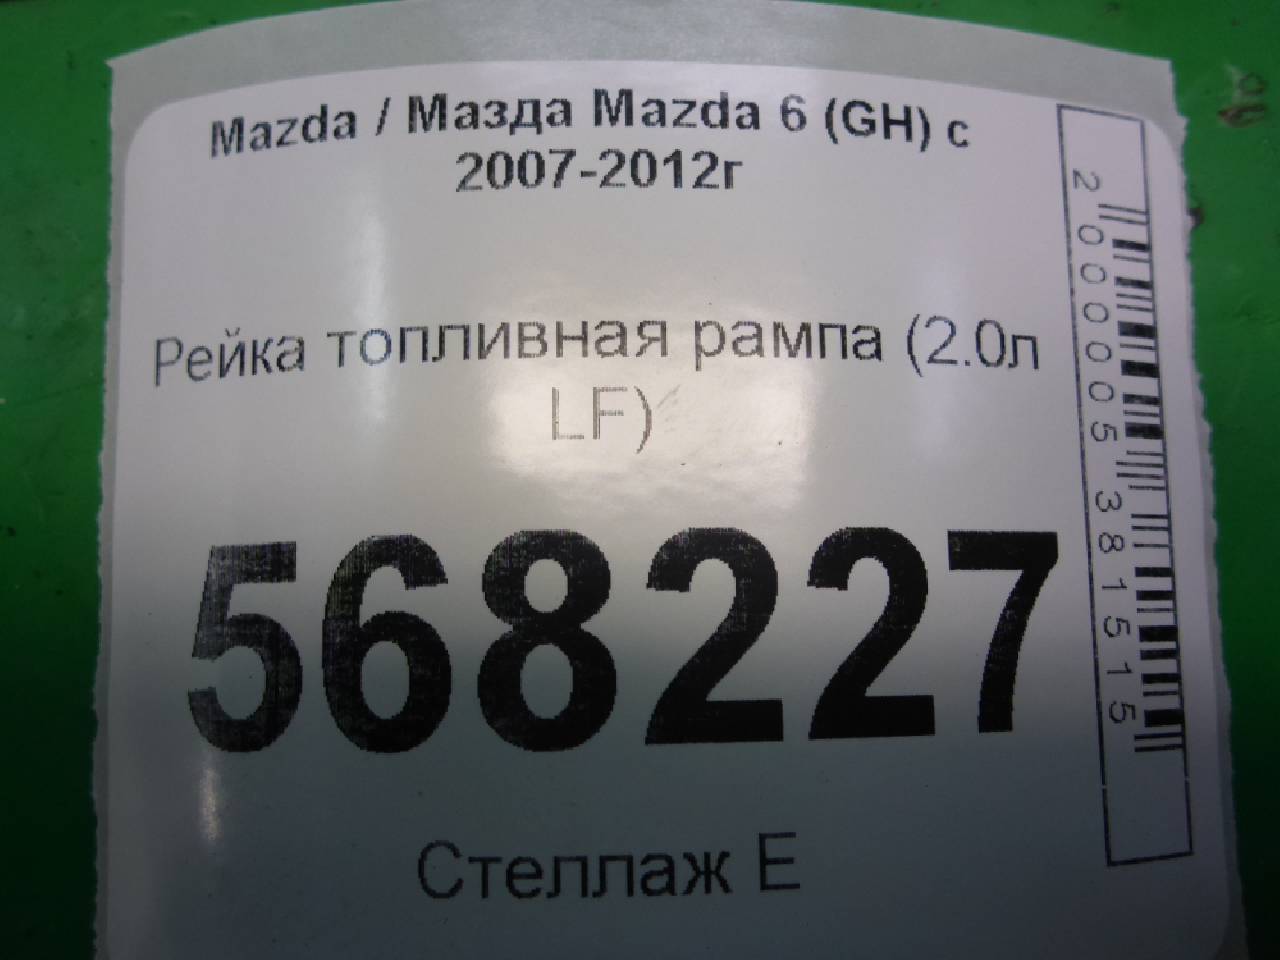 Mazda / Мазда Mazda 6 (GH) с
2007-2012г
Рейка топливная рампа (2.0л
LF)
568227
Стеллаж Е
2000005381515